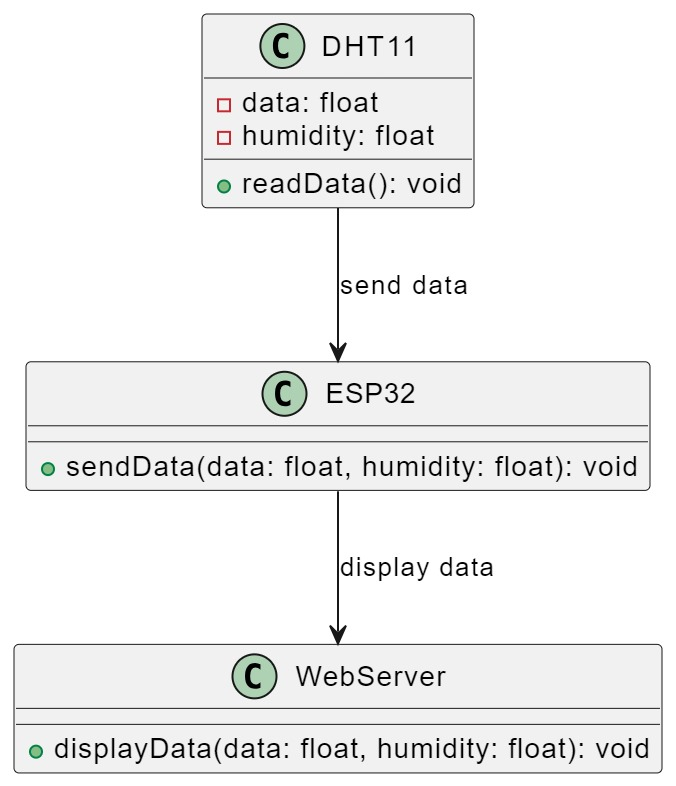 C DHT11
data: float
humidity: float
readData(): void
send data
C ESP32
sendData(data: float, humidity: float): void
display data
C WebServer
displayData(data: float, humidity: float): void